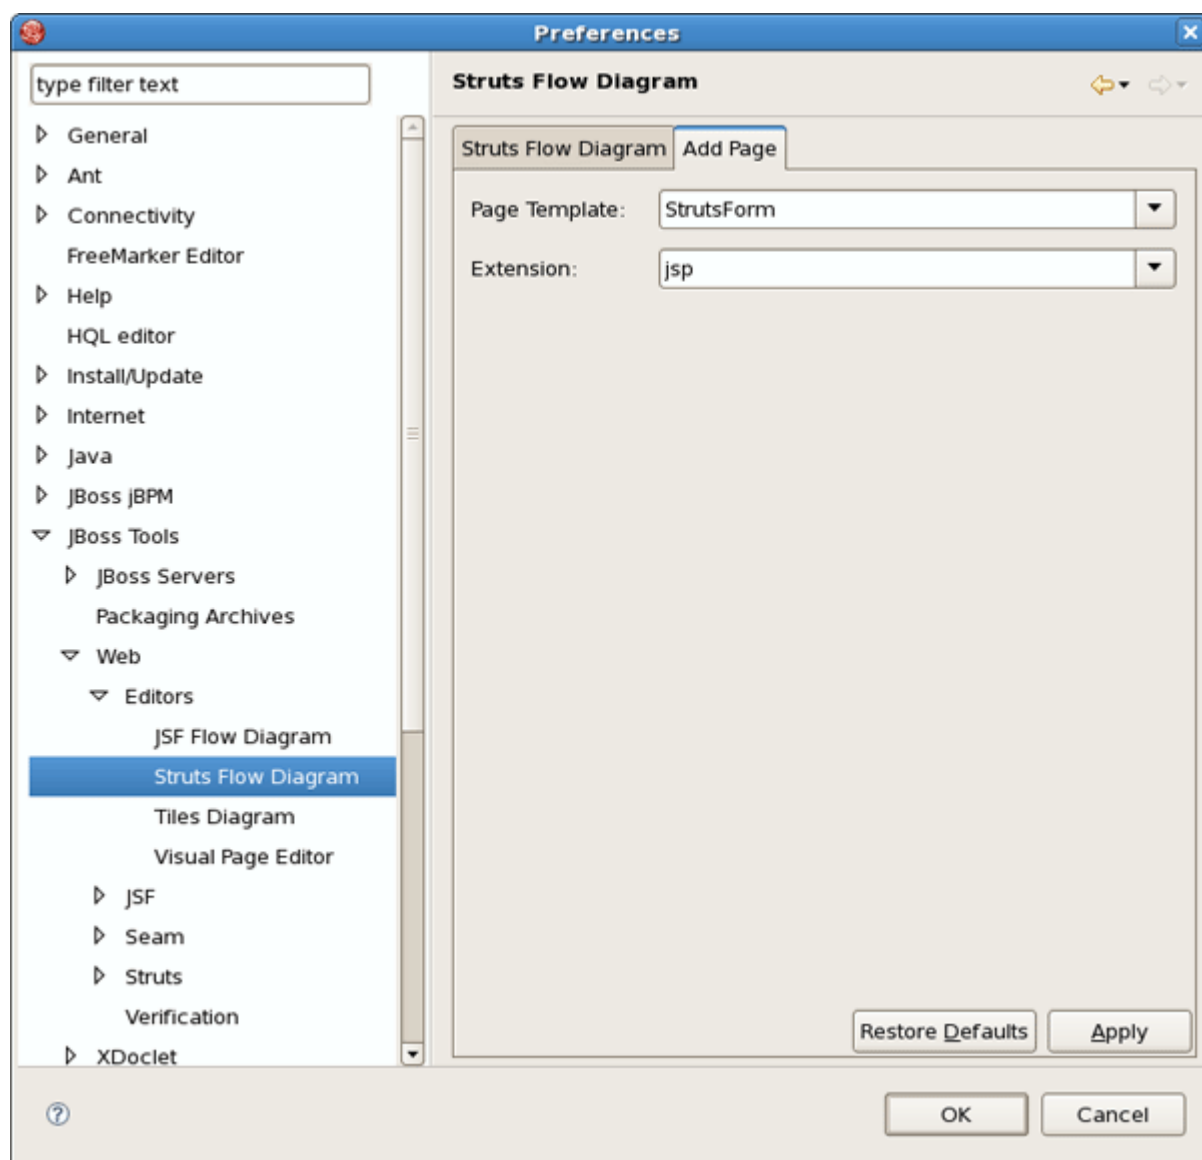 Preferences
type filter text
General
Ant
Connectivity
FreeMarker Editor
Help
HQL editor
Install/Update
Internet
Java
JBoss jBPM
JBoss Tools
JBoss Servers
Packaging Archives
Web
Editors
JSF Flow Diagram
Struts Flow Diagram
Tiles Diagram
Visual Page Editor
JSF
Seam
Struts
Verification
XDoclet
Struts Flow Diagram
Struts Flow Diagram Add Page
Page Template: StrutsForm
Extension: jsp
Restore Defaults Apply
OK Cancel